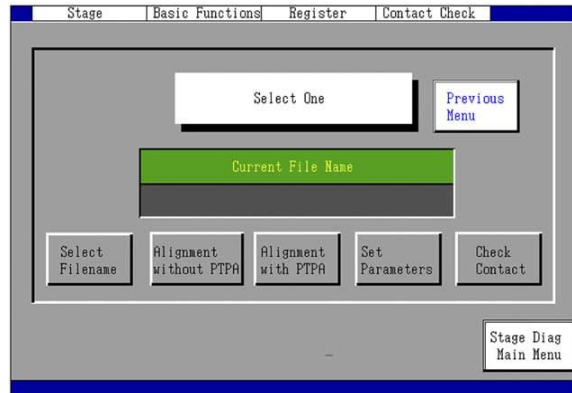 Stage Basic Functions Register Contact Check
Select One
Previous
Menu
Current File Name
Select
Filename
Alignment
without PTPA
Alignment
with PTPA
Set
Parameters
Check
Contact
Stage Diag
Main Menu